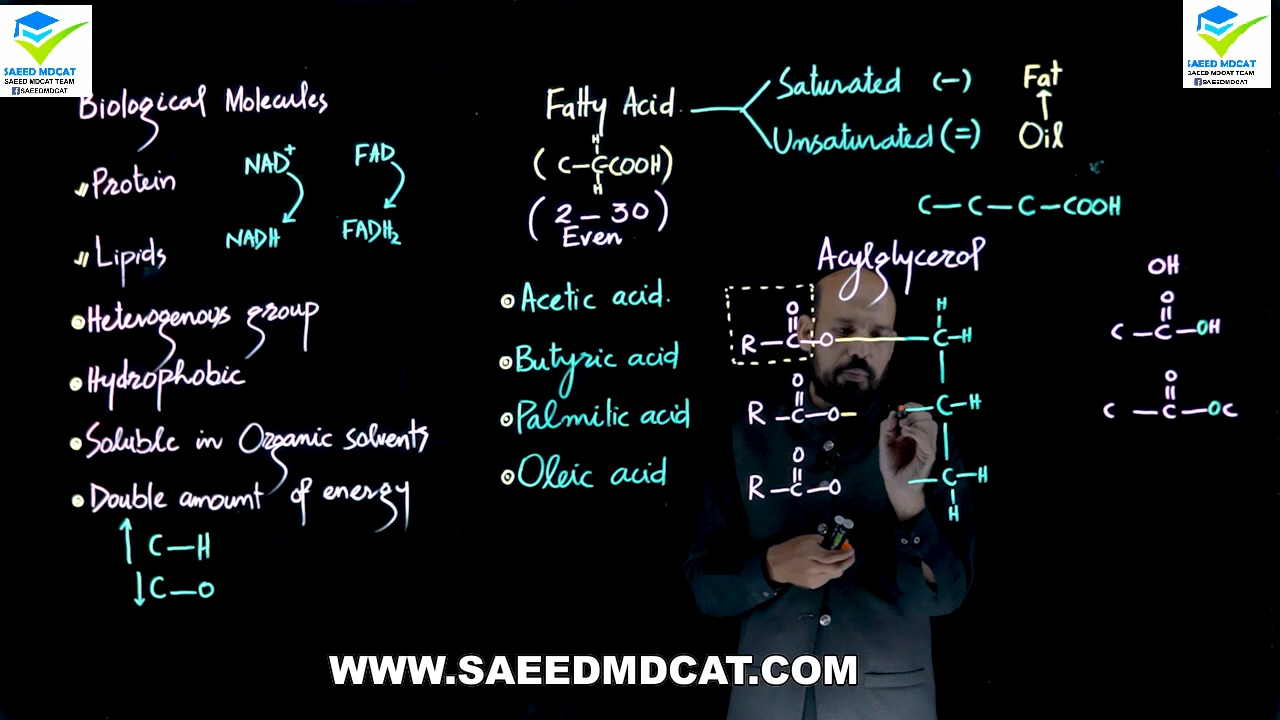 SAEED MDCAT
SAEED MDCAT TEAM
SAEEDMDCAT
SAEED MDCAT
SAEED MDCAT TEAM
SAEEDMDCAT
Biological Molecules
Protein
Lipids
Heterogenous group
Hydrophobic
Soluble in Organic solvents
Double amount of energy
↑ C—H
↓ C—O
NAD+ FAD
NADH FADH2
Fatty Acid
H
(C—C—COOH)
H
(2 — 30)
Even
Acetic acid.
Butyric acid
Palmitic acid
Oleic acid
Saturated (-) Fat
↑
Unsaturated (=) Oil
C—C—C—COOH
Acylglycerol
O H
R—C—O C—H
O
R—C—O— —C—H
O
R—C—O —C—H
H
OH
O
C—C—OH
O
C—C—OC
WWW.SAEEDMDCAT.COM